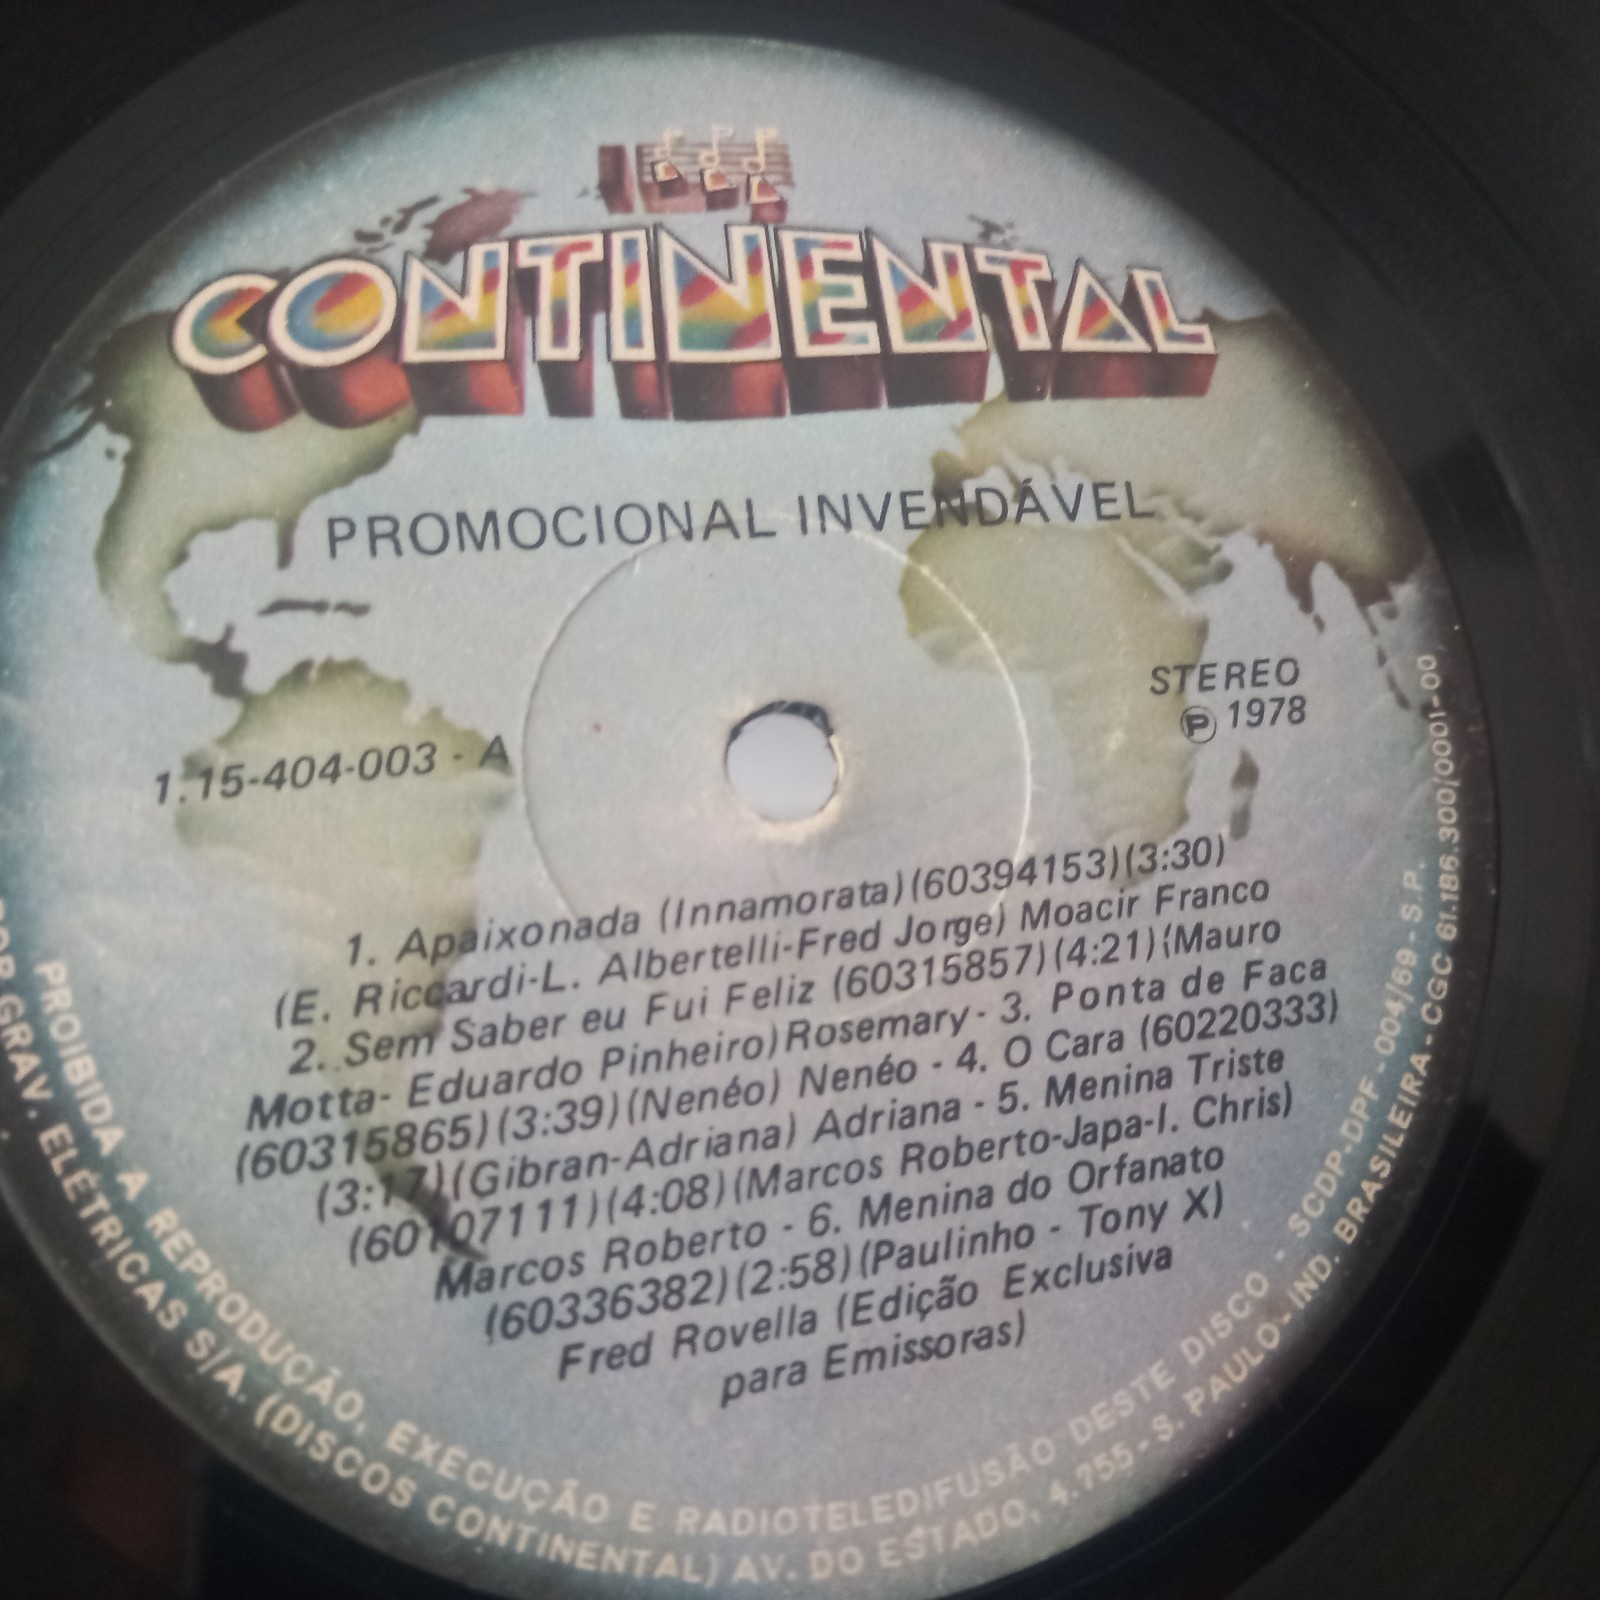 CONTINENTAL
PROMOCIONAL INVENDÁVEL
STEREO
Ⓟ 1978
1.15-404-003 - A
1. Apaixonada (Innamorata)(60394153)(3:30)
(E. Riccardi-L. Albertelli-Fred Jorge) Moacir Franco
2. Sem Saber eu Fui Feliz (60315857)(4:21)(Mauro
Motta- Eduardo Pinheiro)Rosemary- 3. Ponta de Faca
(60315865)(3:39)(Nenéo) Nenéo - 4. O Cara (60220333)
(3:17)(Gibran-Adriana) Adriana - 5. Menina Triste
(60107111)(4:08)(Marcos Roberto-Japa-I. Chris)
Marcos Roberto - 6. Menina do Orfanato
(60336382)(2:58)(Paulinho - Tony X)
Fred Rovella (Edição Exclusiva
para Emissoras)
PROIBIDA A REPRODUÇÃO, EXECUÇÃO E RADIOTELEDIFUSÃO DESTE DISCO - SCDP-DPF-004/69-S.P.
POR GRAV. ELÉTRICAS S/A. (DISCOS CONTINENTAL) AV. DO ESTADO, 4.755-S. PAULO-IND. BRASILEIRA-CGC 61.186.300/0001-00